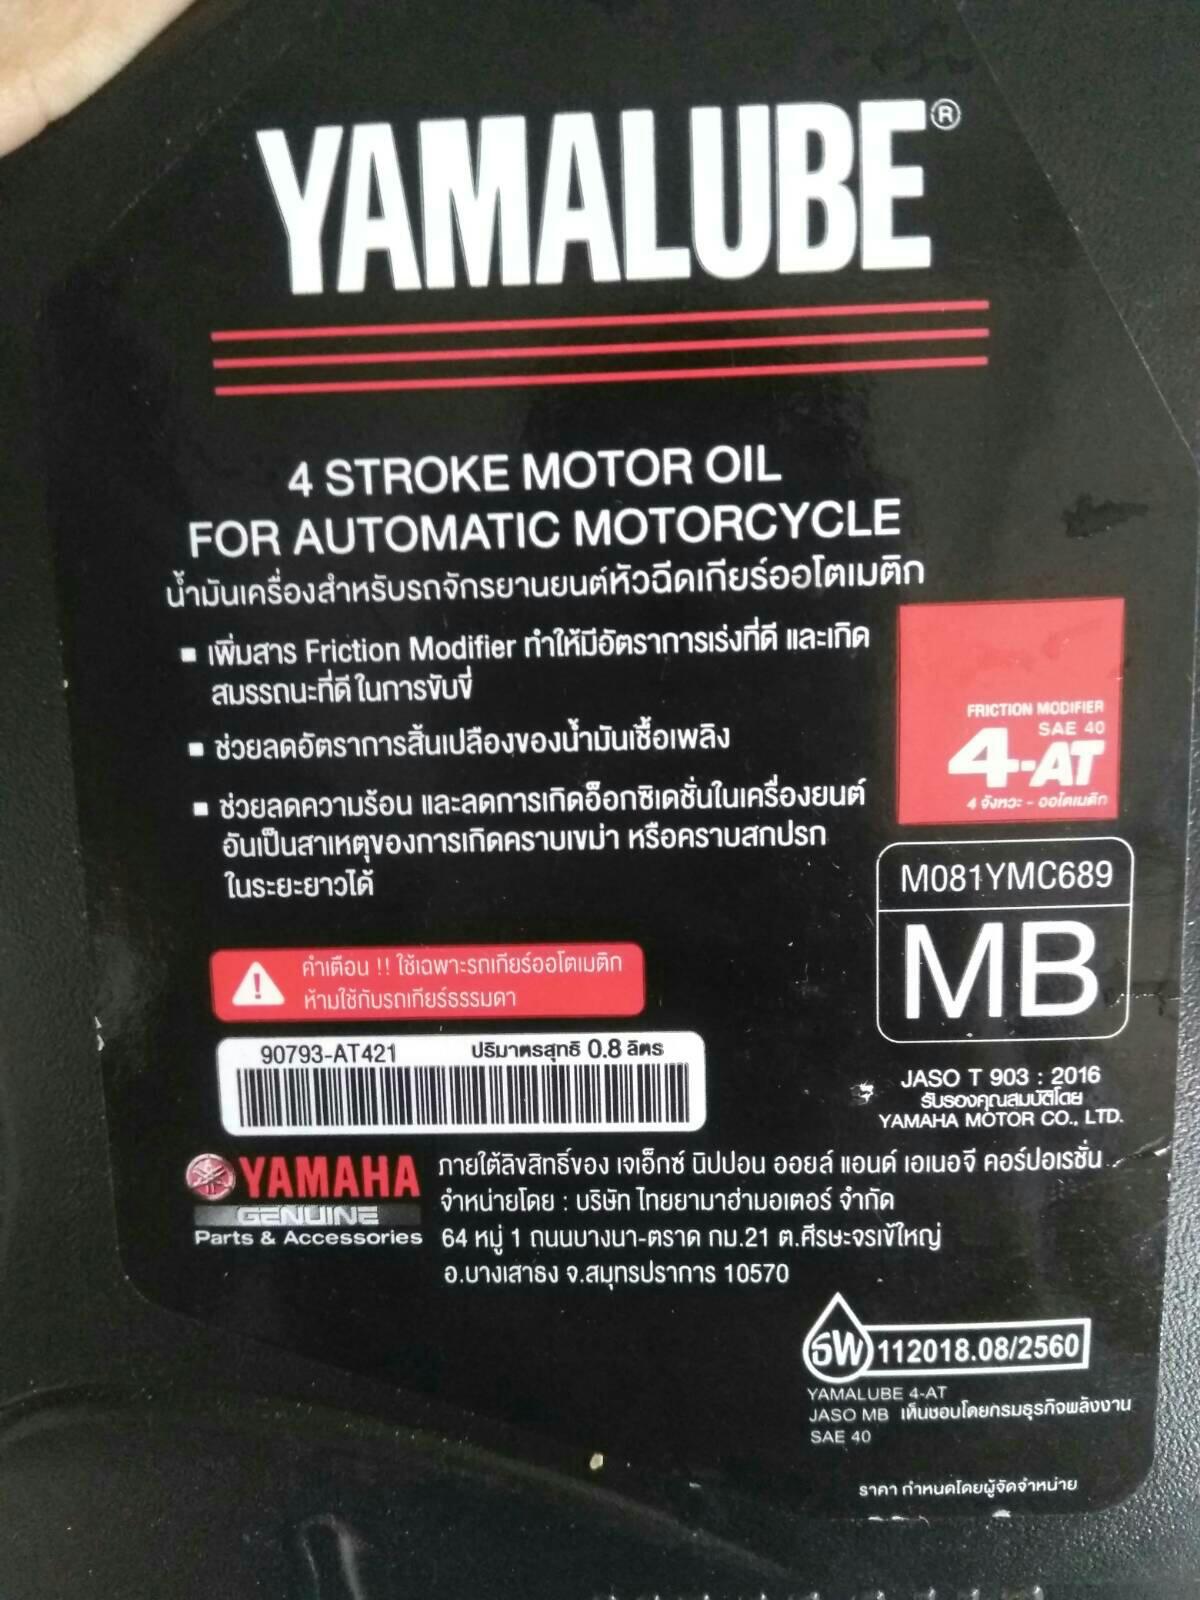 YAMALUBE®
4 STROKE MOTOR OIL
FOR AUTOMATIC MOTORCYCLE
น้ำมันเครื่องสำหรับรถจักรยานยนต์หัวฉีดเกียร์ออโตเมติก
▪ เพิ่มสาร Friction Modifier ทำให้มีอัตราการเร่งที่ดี และเกิด
สมรรถนะที่ดี ในการขับขี่
▪ ช่วยลดอัตราการสิ้นเปลืองของน้ำมันเชื้อเพลิง
▪ ช่วยลดความร้อน และลดการเกิดอ็อกซิเดชั่นในเครื่องยนต์
อันเป็นสาเหตุของการเกิดคราบเขม่า หรือคราบสกปรก
ในระยะยาวได้
FRICTION MODIFIER
SAE 40
4-AT
4 จังหวะ - ออโตเมติก
M081YMC689
MB
JASO T 903 : 2016
รับรองคุณสมบัติโดย
YAMAHA MOTOR CO., LTD.
คำเตือน !! ใช้เฉพาะรถเกียร์ออโตเมติก
ห้ามใช้กับรถเกียร์ธรรมดา
90793-AT421 ปริมาตรสุทธิ 0.8 ลิตร
YAMAHA
GENUINE
Parts & Accessories
ภายใต้ลิขสิทธิ์ของ เจเอ็กซ์ นิปปอน ออยล์ แอนด์ เอเนอจี คอร์ปอเรชั่น
จำหน่ายโดย : บริษัท ไทยยามาฮ่ามอเตอร์ จำกัด
64 หมู่ 1 ถนนบางนา-ตราด กม.21 ต.ศีรษะจรเข้ใหญ่
อ.บางเสาธง จ.สมุทรปราการ 10570
ธพ 112018.08/2560
YAMALUBE 4-AT
JASO MB เห็นชอบโดยกรมธุรกิจพลังงาน
SAE 40
ราคา กำหนดโดยผู้จัดจำหน่าย